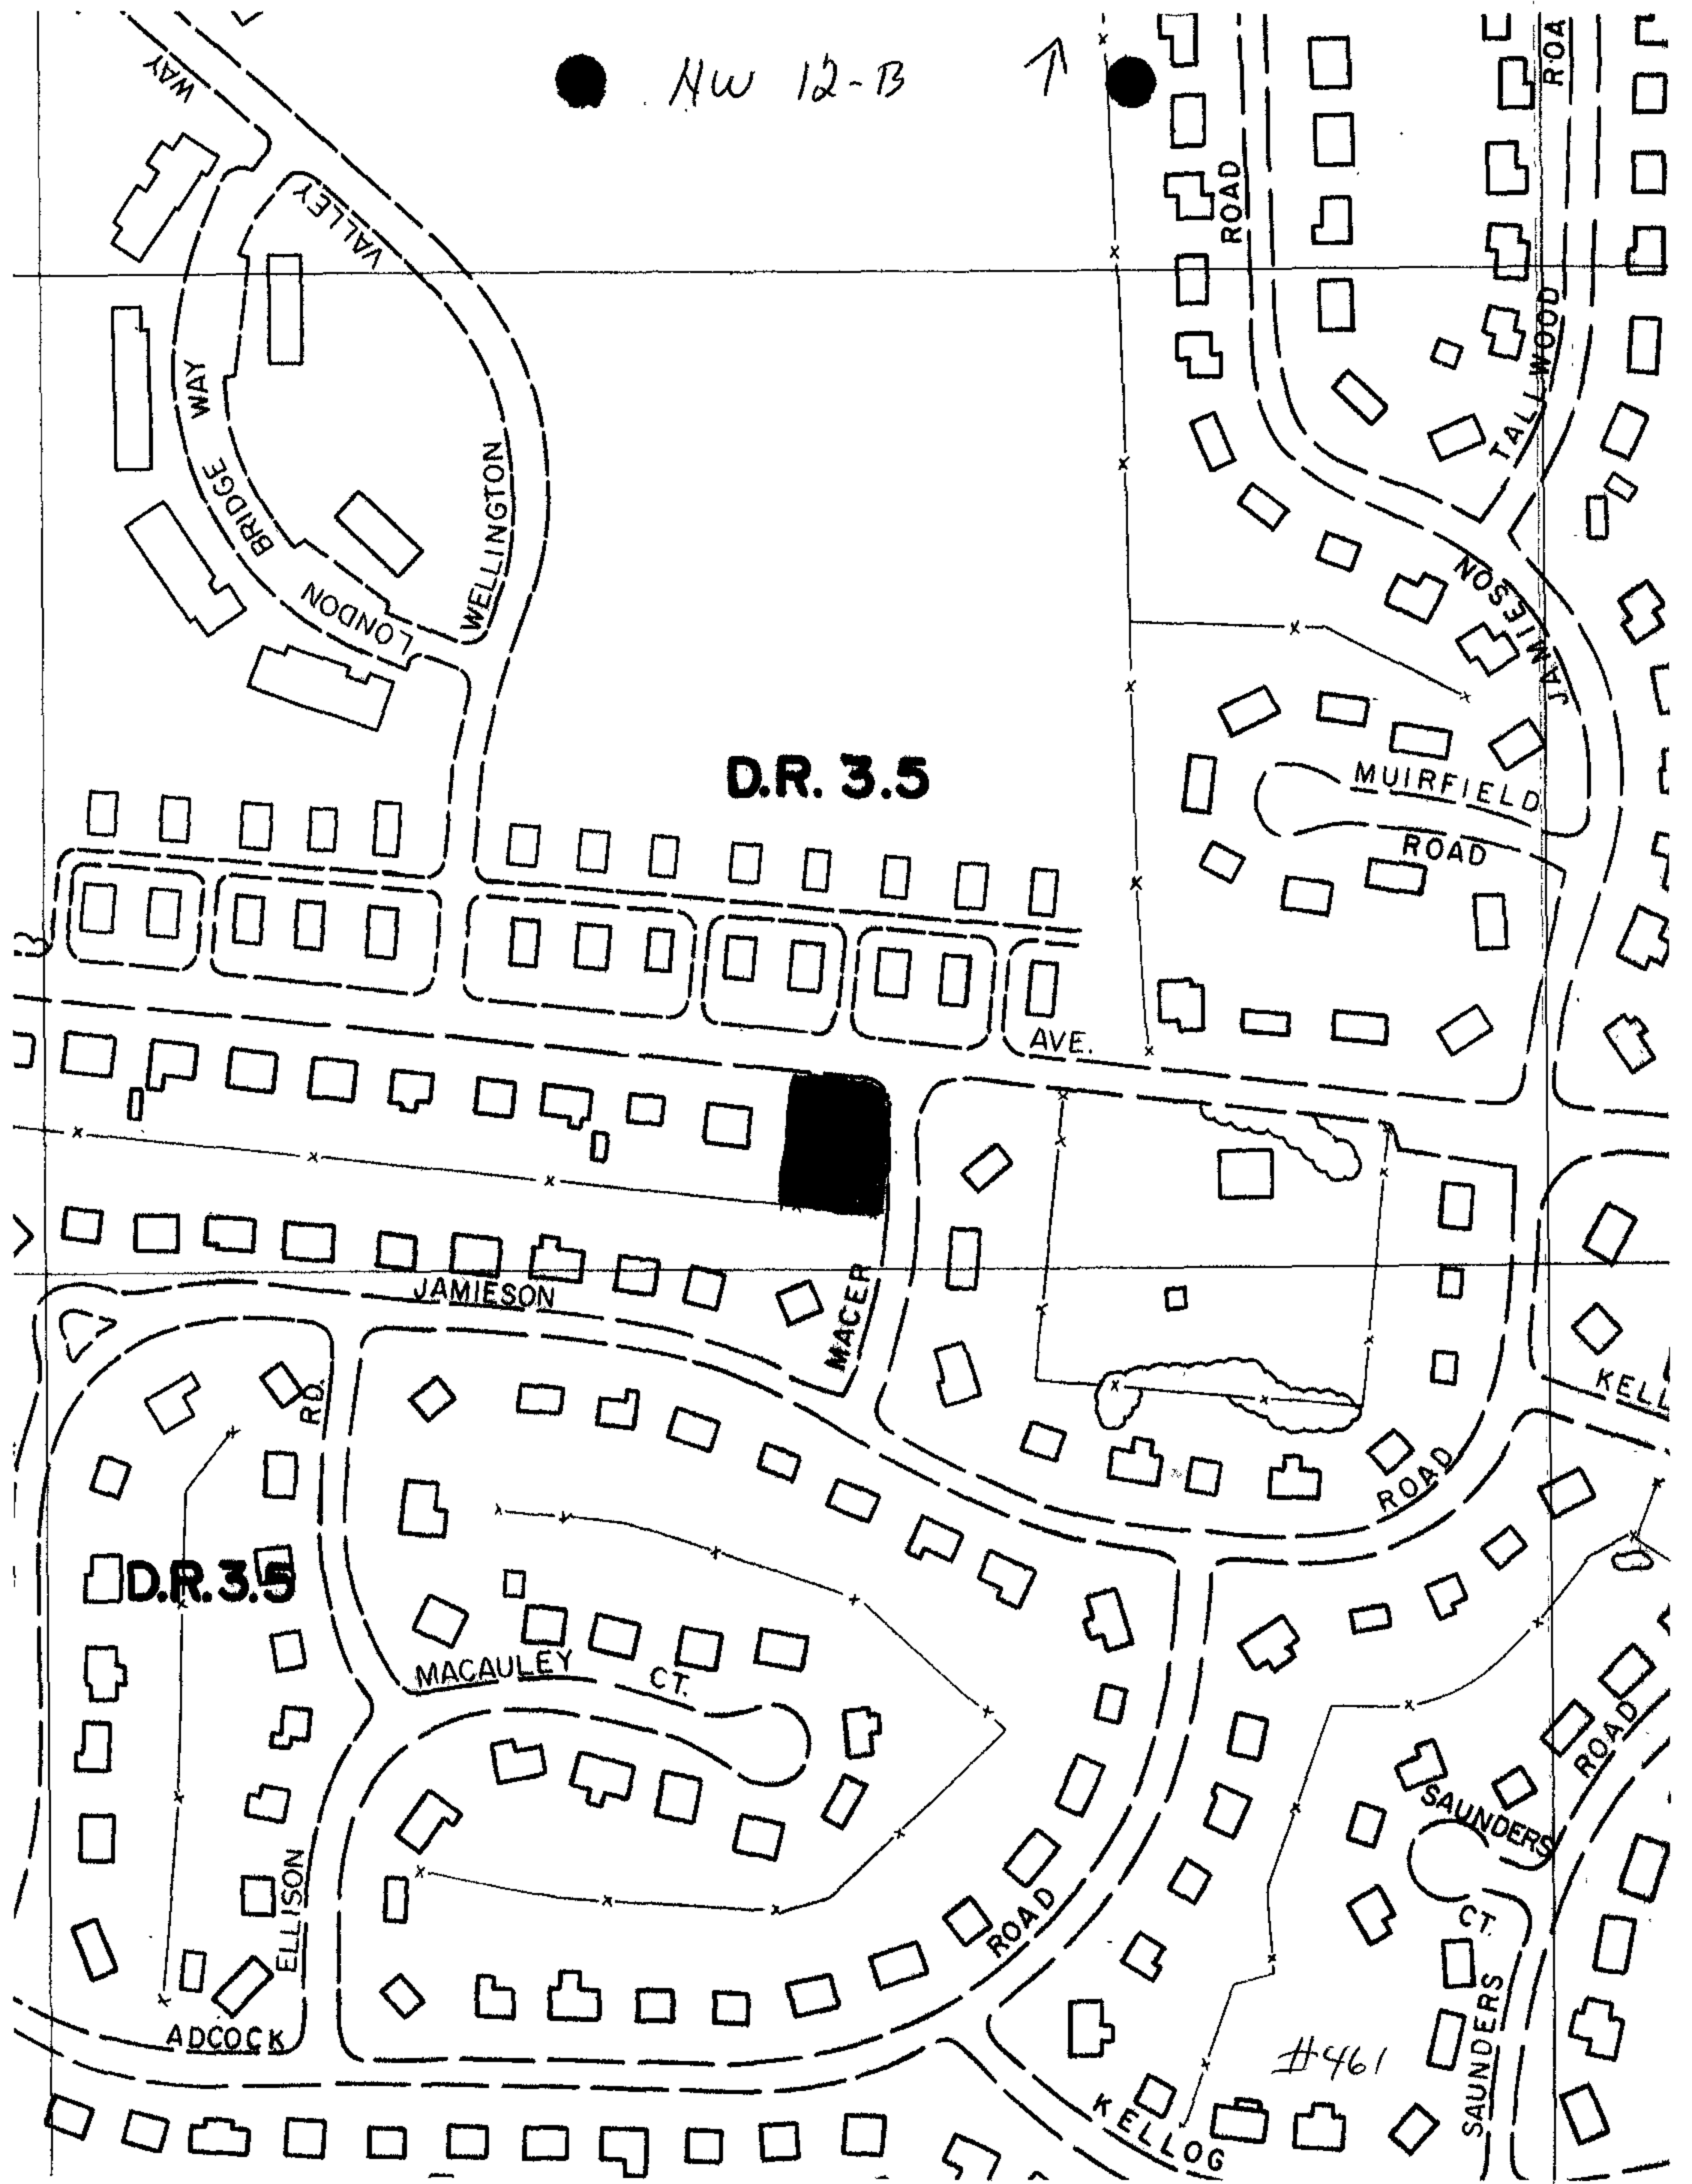 NW 12-B
WAY
VALLEY
ROAD
ROA
TALLWOOD
BRIDGE WAY
LONDON
WELLINGTON
JAMIESON
D.R. 3.5
MUIRFIELD
ROAD
AVE.
JAMIESON
MACER
RD.
KELL
ROAD
D.R.3.5
MACAULEY CT.
ROAD
SAUNDERS
CT.
ELLISON
ROAD
ADCOCK
SAUNDERS
#461
KELLOG